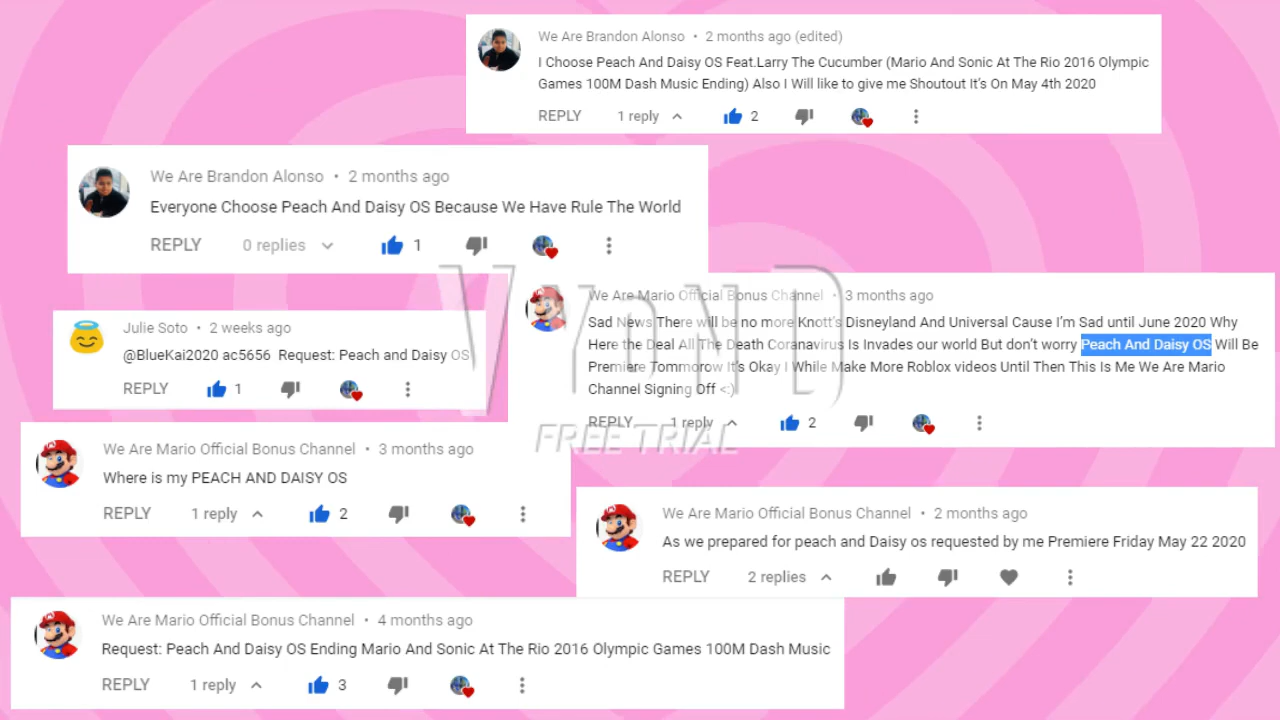 We Are Brandon Alonso • 2 months ago (edited)
I Choose Peach And Daisy OS Feat.Larry The Cucumber (Mario And Sonic At The Rio 2016 Olympic
Games 100M Dash Music Ending) Also I Will like to give me Shoutout It's On May 4th 2020
REPLY 1 reply 2
We Are Brandon Alonso • 2 months ago
Everyone Choose Peach And Daisy OS Because We Have Rule The World
REPLY 0 replies 1
We Are Mario Official Bonus Channel • 3 months ago
Sad News There will be no more Knott's Disneyland And Universal Cause I'm Sad until June 2020 Why
Here the Deal All The Death Coranavirus Is Invades our world But don't worry Peach And Daisy OS Will Be
Premiere Tommorow It's Okay I While Make More Roblox videos Until Then This Is Me We Are Mario
Channel Signing Off <:)
REPLY 1 reply 2
Julie Soto • 2 weeks ago
@BlueKai2020 ac5656 Request: Peach and Daisy OS
REPLY 1
VYOND
FREE TRIAL
We Are Mario Official Bonus Channel • 3 months ago
Where is my PEACH AND DAISY OS
REPLY 1 reply 2
We Are Mario Official Bonus Channel • 2 months ago
As we prepared for peach and Daisy os requested by me Premiere Friday May 22 2020
REPLY 2 replies
We Are Mario Official Bonus Channel • 4 months ago
Request: Peach And Daisy OS Ending Mario And Sonic At The Rio 2016 Olympic Games 100M Dash Music
REPLY 1 reply 3